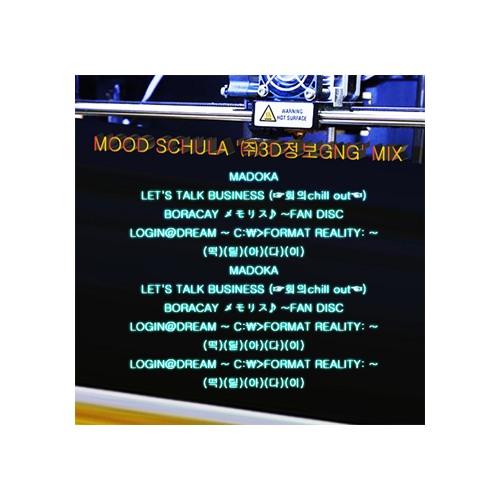 WARNING
HOT SURFACE
MOOD SCHULA '㈜3D정보GNG' MIX
MADOKA
LET'S TALK BUSINESS (☞회의chill out☜)
BORACAY メモリス♪ ~FAN DISC
LOGIN@DREAM ~ C:₩>FORMAT REALITY: ~
(떡)(딜)(아)(다)(이)
MADOKA
LET'S TALK BUSINESS (☞회의chill out☜)
BORACAY メモリス♪ ~FAN DISC
LOGIN@DREAM ~ C:₩>FORMAT REALITY: ~
(떡)(딜)(아)(다)(이)
LOGIN@DREAM ~ C:₩>FORMAT REALITY: ~
(떡)(딜)(아)(다)(이)